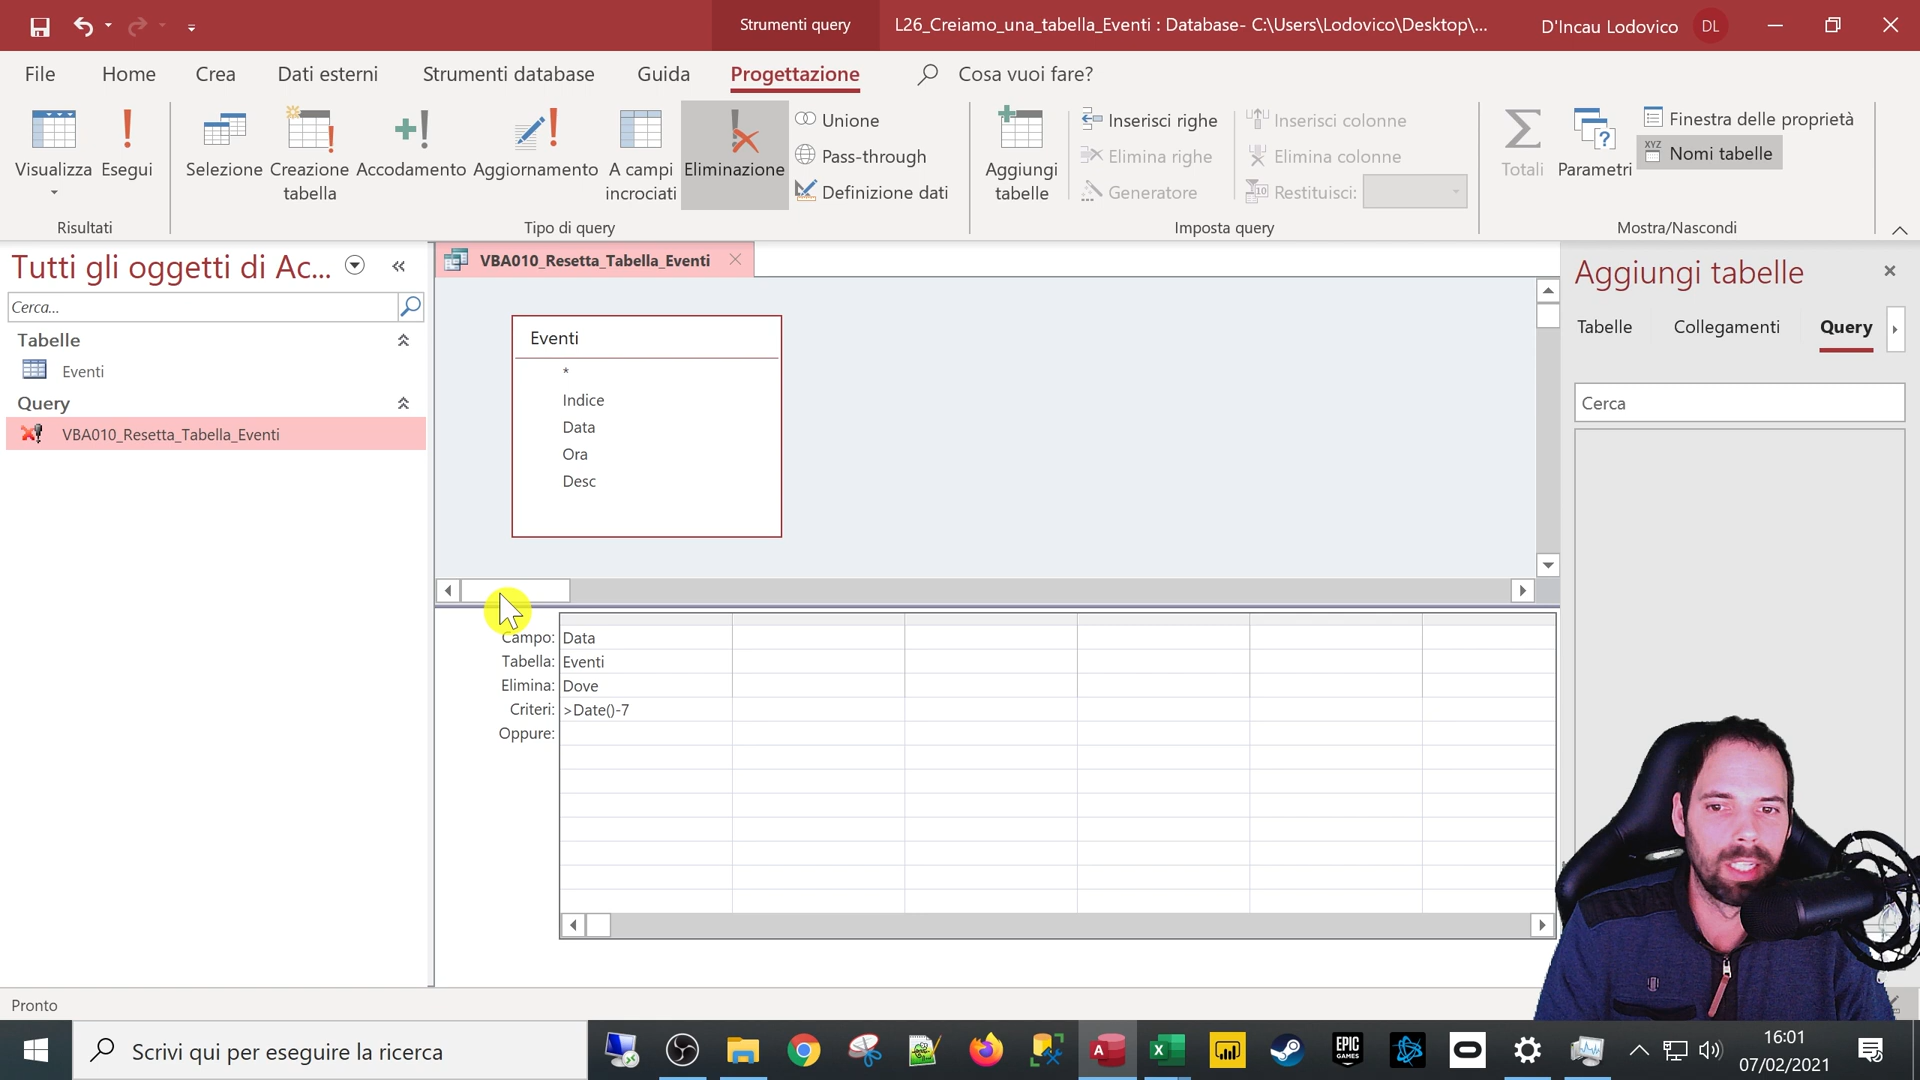 Strumenti query
L26_Creiamo_una_tabella_Eventi : Database- C:\Users\Lodovico\Desktop\...
D'Incau Lodovico
DL
File
Home
Crea
Dati esterni
Strumenti database
Guida
Progettazione
Cosa vuoi fare?
Visualizza
Esegui
Risultati
Selezione
Creazione
tabella
Accodamento
Aggiornamento
A campi
incrociati
Eliminazione
Unione
Pass-through
Definizione dati
Tipo di query
Aggiungi
tabelle
Inserisci righe
Elimina righe
Generatore
Inserisci colonne
Elimina colonne
Restituisci:
Imposta query
Totali
Parametri
Finestra delle proprietà
XYZ
Nomi tabelle
Mostra/Nascondi
Tutti gli oggetti di Ac...
Cerca...
Tabelle
Eventi
Query
VBA010_Resetta_Tabella_Eventi
VBA010_Resetta_Tabella_Eventi
Eventi
*
Indice
Data
Ora
Desc
Campo: Data
Tabella: Eventi
Elimina: Dove
Criteri: >Date()-7
Oppure:
Aggiungi tabelle
Tabelle
Collegamenti
Query
Cerca
Pronto
Scrivi qui per eseguire la ricerca
EPIC
GAMES
16:01
07/02/2021